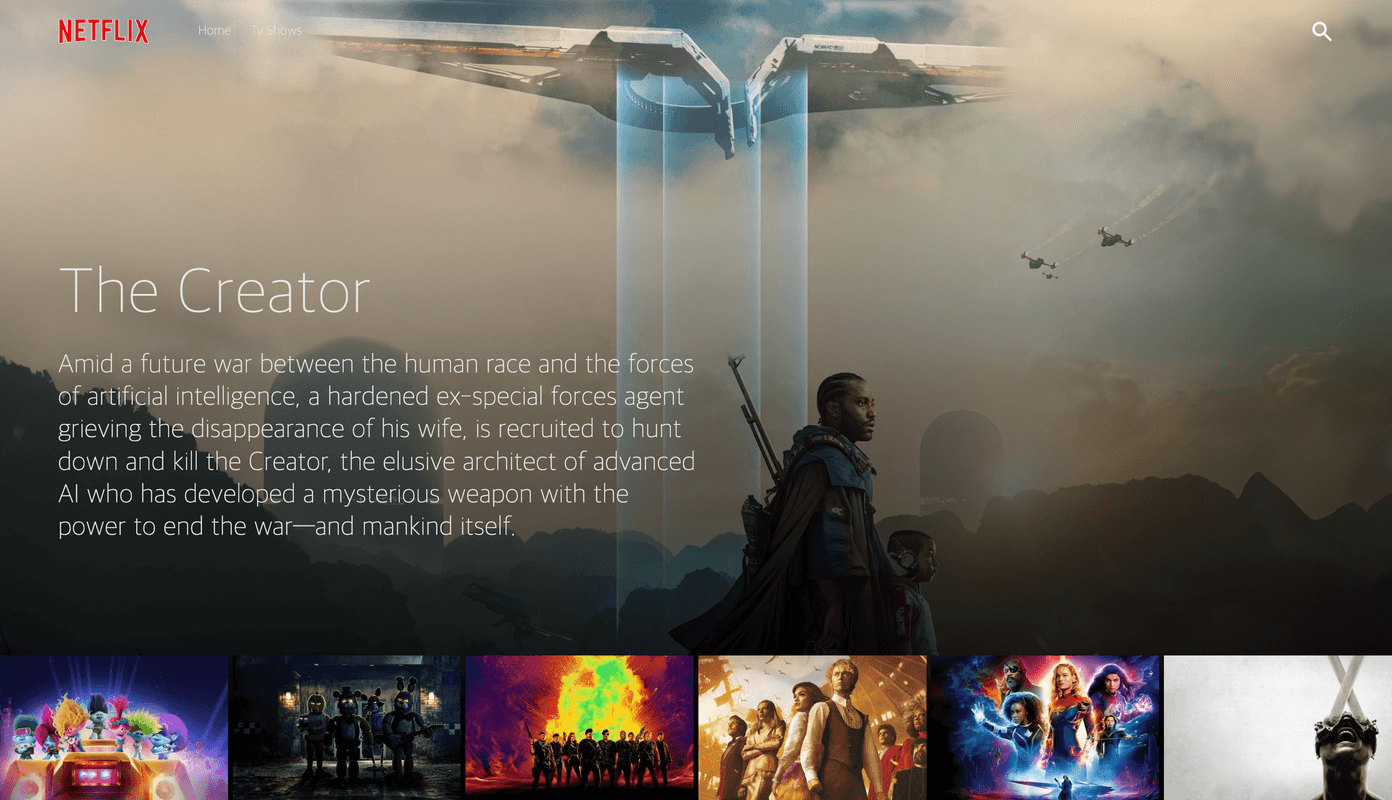 NETFLIX
Home Tv Shows
The Creator
Amid a future war between the human race and the forces
of artificial intelligence, a hardened ex-special forces agent
grieving the disappearance of his wife, is recruited to hunt
down and kill the Creator, the elusive architect of advanced
AI who has developed a mysterious weapon with the
power to end the war—and mankind itself.